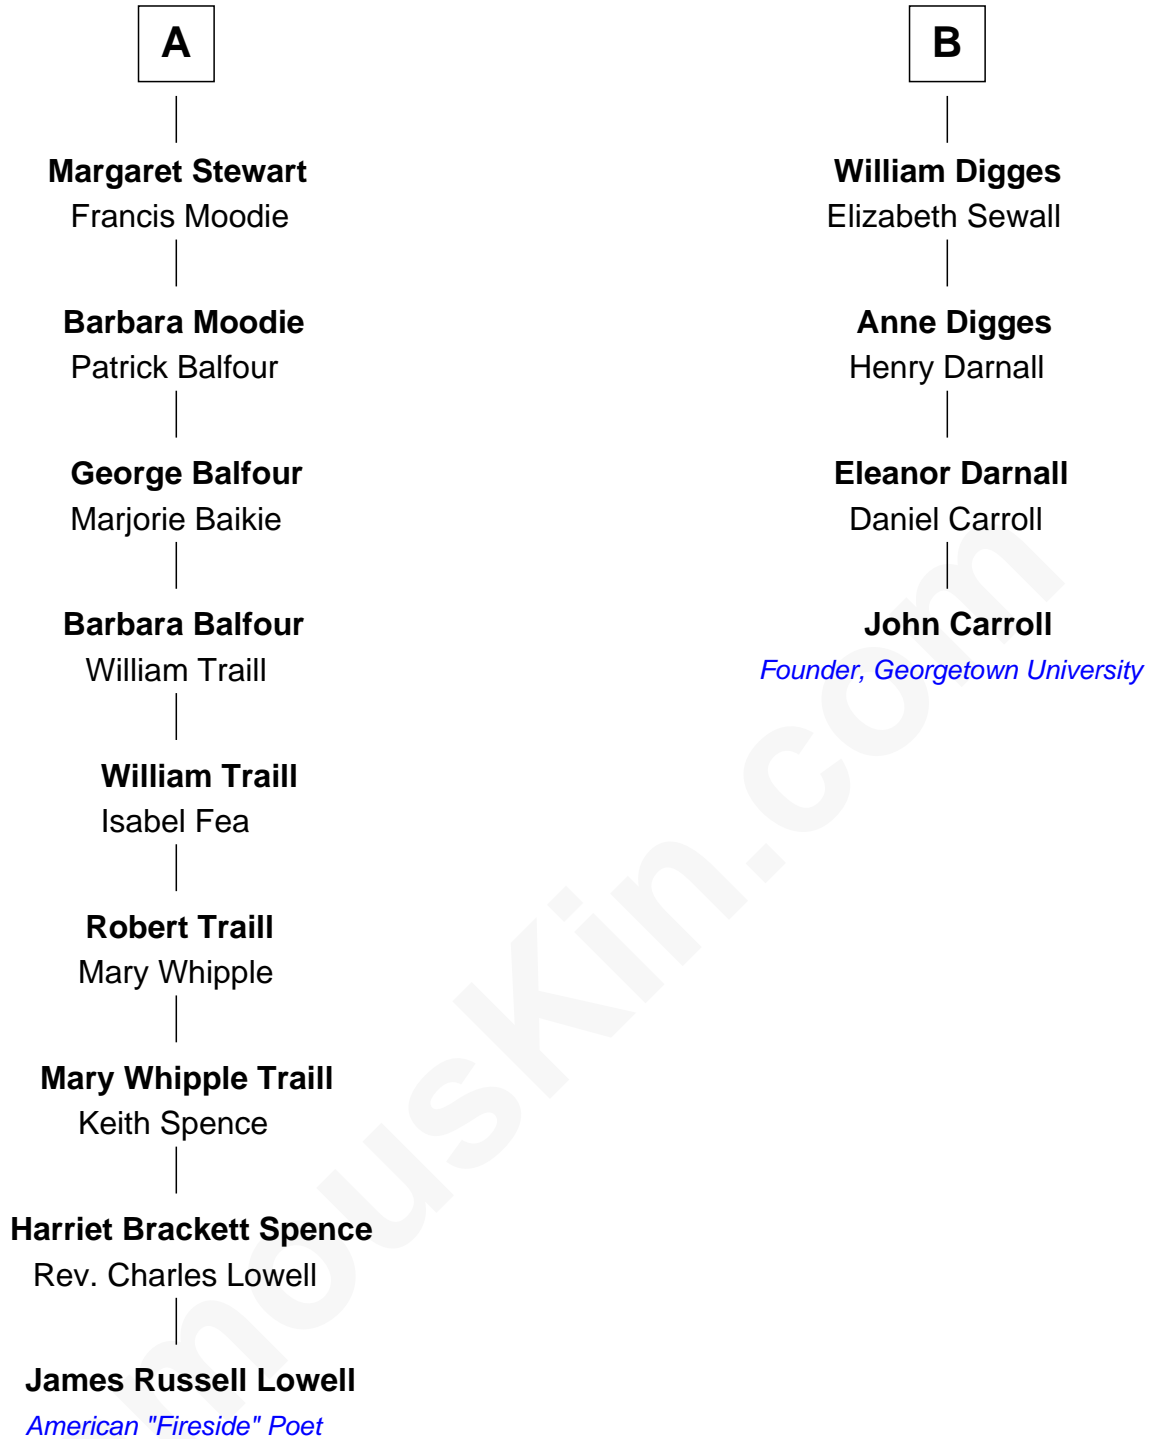 A
Margaret Stewart
Francis Moodie
Barbara Moodie
Patrick Balfour
George Balfour
Marjorie Baikie
Barbara Balfour
William Traill
William Traill
Isabel Fea
Robert Traill
Mary Whipple
Mary Whipple Traill
Keith Spence
Harriet Brackett Spence
Rev. Charles Lowell
James Russell Lowell
American "Fireside" Poet
B
William Digges
Elizabeth Sewall
Anne Digges
Henry Darnall
Eleanor Darnall
Daniel Carroll
John Carroll
Founder, Georgetown University
mousKin.com